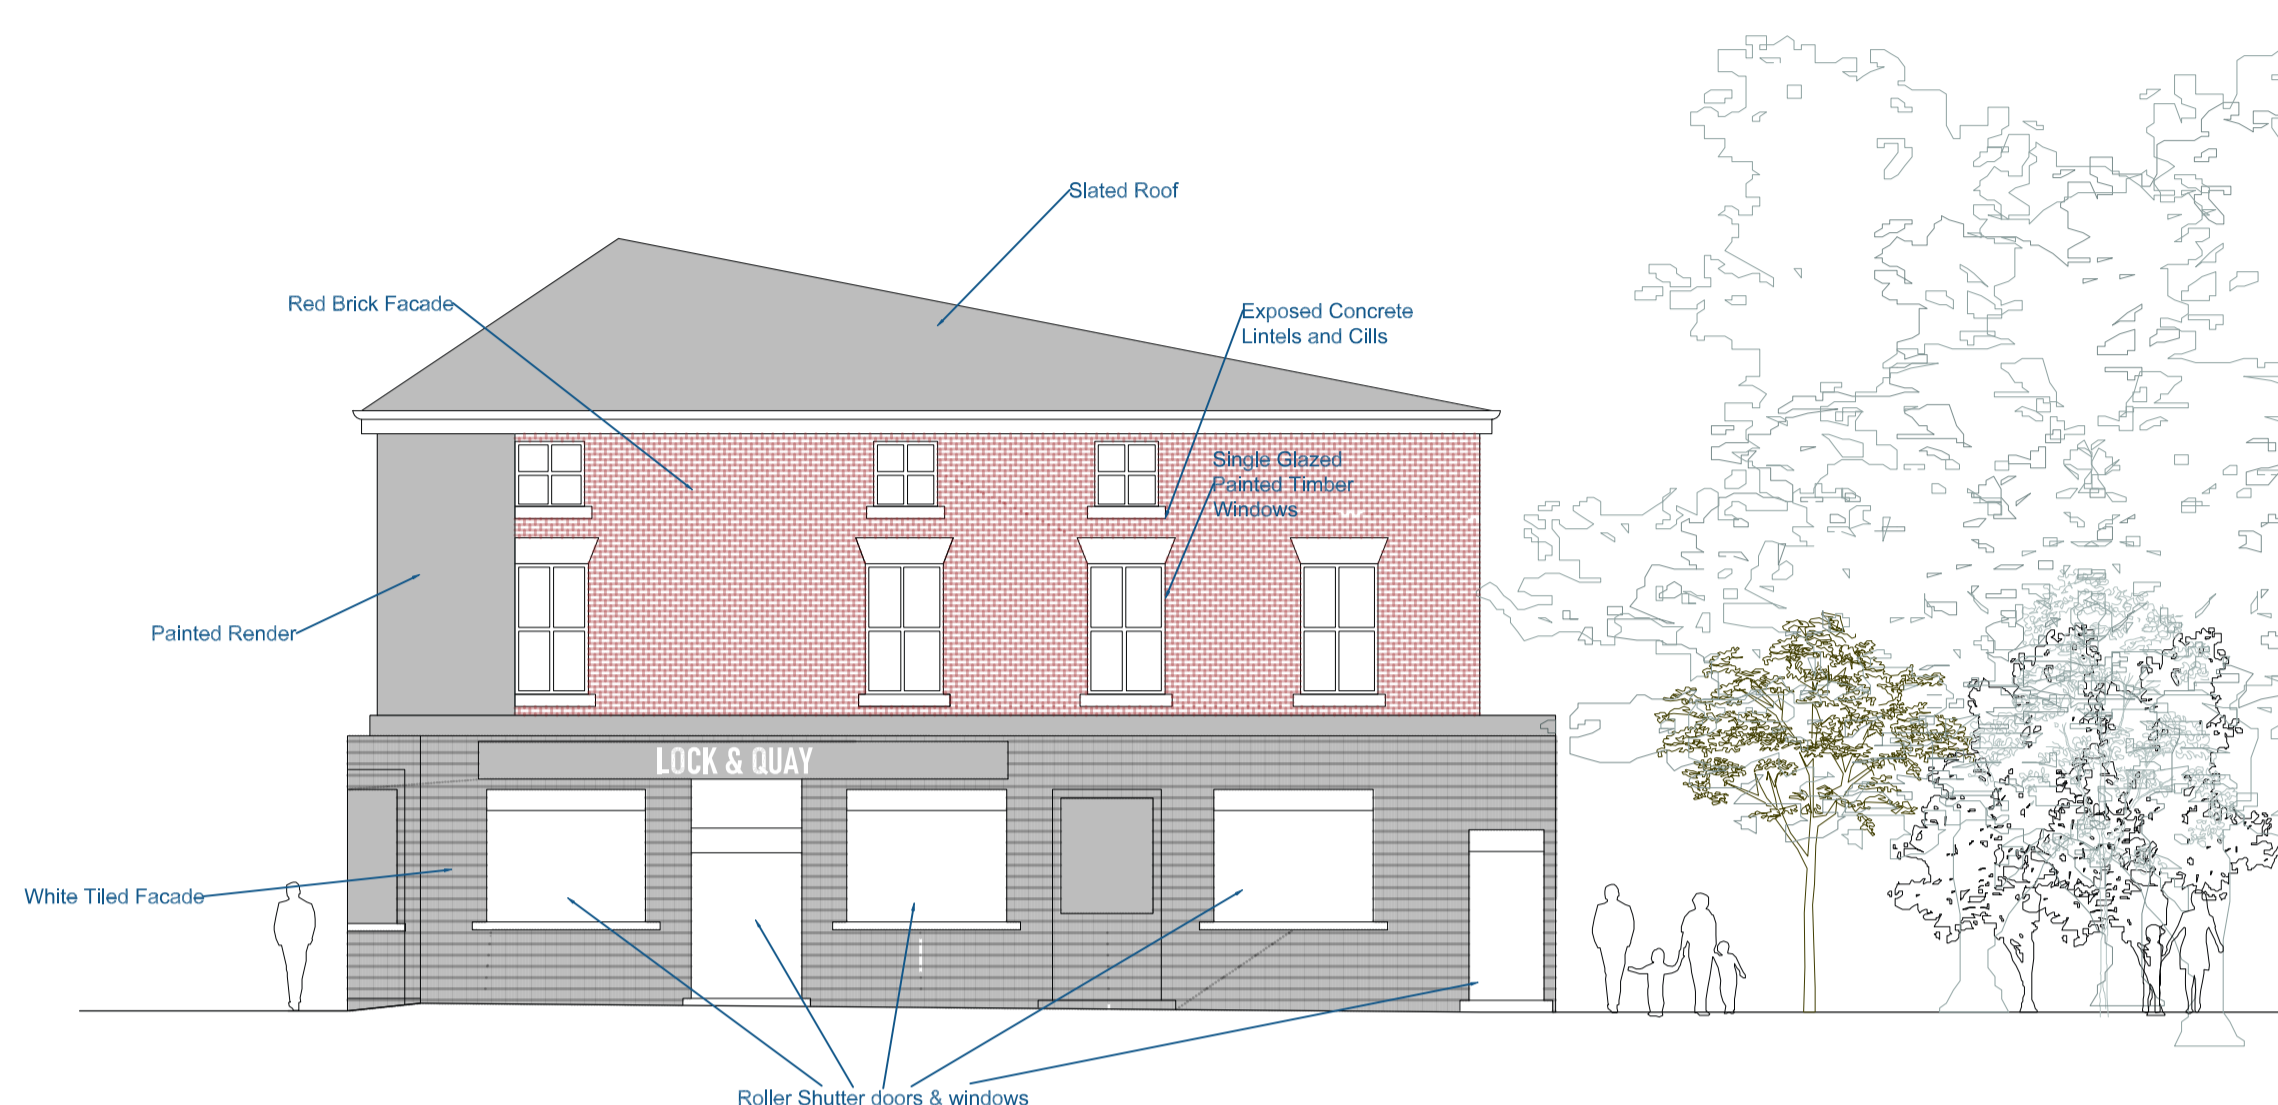 Slated Roof
Red Brick Facade
Exposed Concrete
Lintels and Cills
Single Glazed
Painted Timber
Windows
Painted Render
LOCK & QUAY
White Tiled Facade
Roller Shutter doors & windows